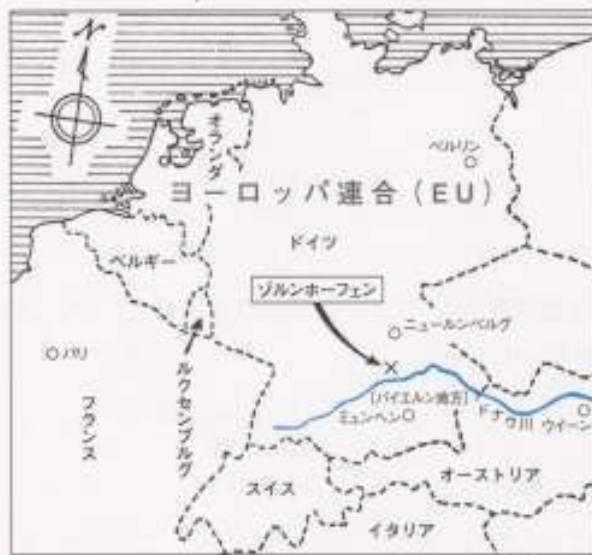 N
オランダ
ベルリン
ヨーロッパ連合(EU)
ドイツ
ベルギー
ゾルンホーフェン
ニュールンベルグ
パリ
ルクセンブルグ
フランス
[バイエルン地方]
ミュンヘン
ドナウ川
ウイーン
オーストリア
スイス
イタリア